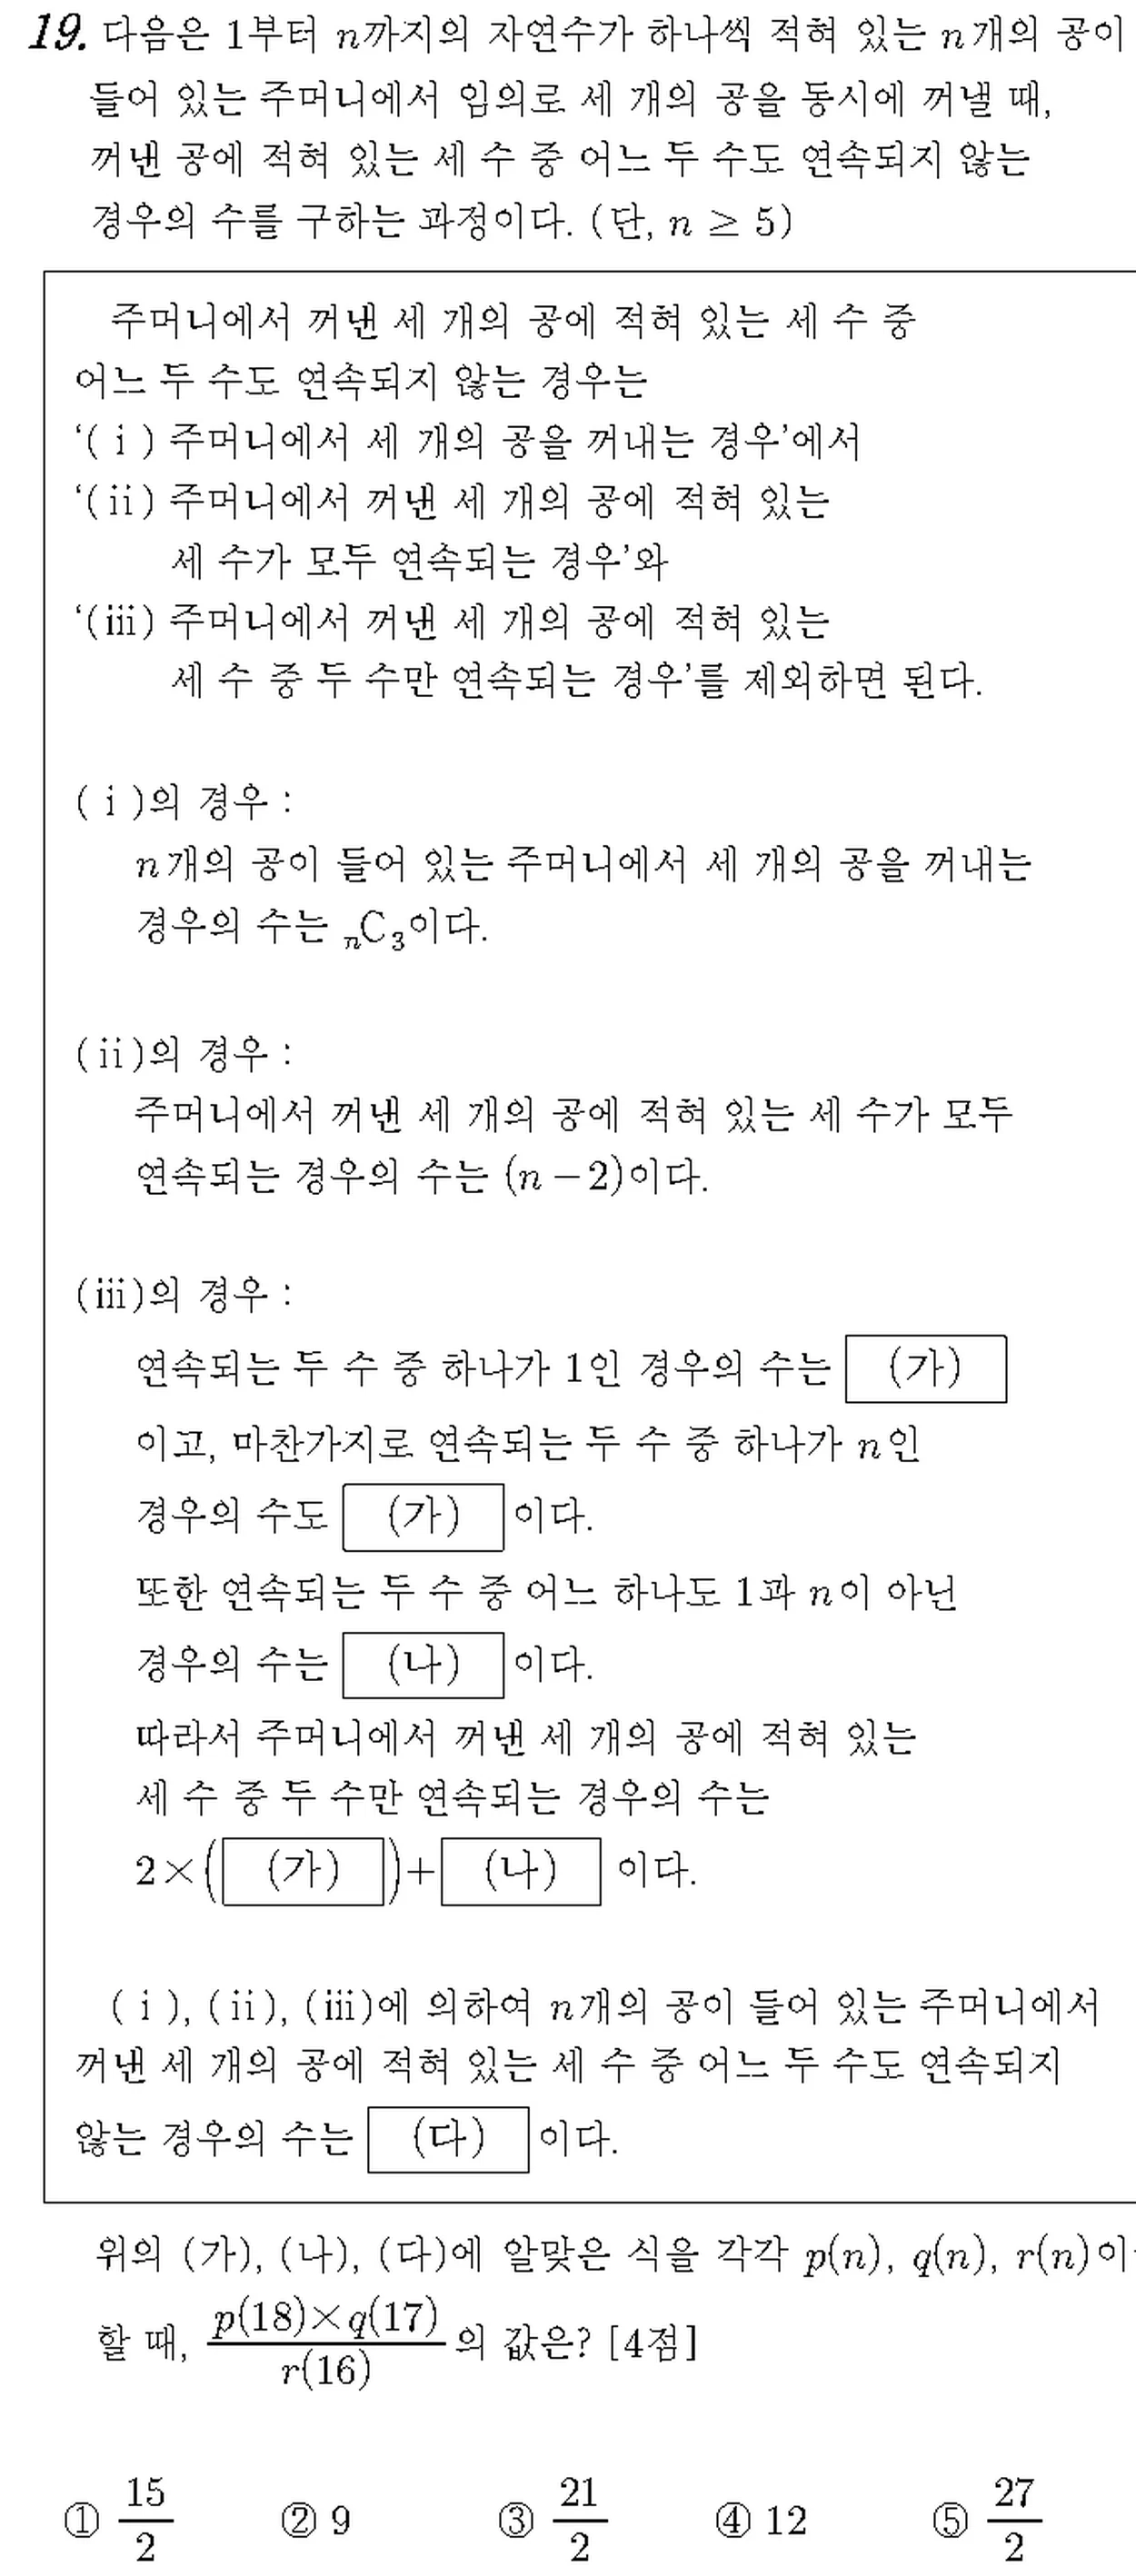 19. 다음은 1부터 n까지의 자연수가 하나씩 적혀 있는 n개의 공이
들어 있는 주머니에서 임의로 세 개의 공을 동시에 꺼낼 때,
꺼낸 공에 적혀 있는 세 수 중 어느 두 수도 연속되지 않는
경우의 수를 구하는 과정이다. (단, n ≥ 5)
주머니에서 꺼낸 세 개의 공에 적혀 있는 세 수 중
어느 두 수도 연속되지 않는 경우는
‘(ⅰ) 주머니에서 세 개의 공을 꺼내는 경우’에서
‘(ⅱ) 주머니에서 꺼낸 세 개의 공에 적혀 있는
세 수가 모두 연속되는 경우’와
‘(ⅲ) 주머니에서 꺼낸 세 개의 공에 적혀 있는
세 수 중 두 수만 연속되는 경우’를 제외하면 된다.
(ⅰ)의 경우 :
n개의 공이 들어 있는 주머니에서 세 개의 공을 꺼내는
경우의 수는 ₙC₃이다.
(ⅱ)의 경우 :
주머니에서 꺼낸 세 개의 공에 적혀 있는 세 수가 모두
연속되는 경우의 수는 (n−2)이다.
(ⅲ)의 경우 :
연속되는 두 수 중 하나가 1인 경우의 수는 (가)
이고, 마찬가지로 연속되는 두 수 중 하나가 n인
경우의 수도 (가) 이다.
또한 연속되는 두 수 중 어느 하나도 1과 n이 아닌
경우의 수는 (나) 이다.
따라서 주머니에서 꺼낸 세 개의 공에 적혀 있는
세 수 중 두 수만 연속되는 경우의 수는
2×( (가) )+ (나) 이다.
(ⅰ), (ⅱ), (ⅲ)에 의하여 n개의 공이 들어 있는 주머니에서
꺼낸 세 개의 공에 적혀 있는 세 수 중 어느 두 수도 연속되지
않는 경우의 수는 (다) 이다.
위의 (가), (나), (다)에 알맞은 식을 각각 p(n), q(n), r(n)이
할 때, p(18)×q(17) / r(16) 의 값은? [4점]
① 15/2 ② 9 ③ 21/2 ④ 12 ⑤ 27/2